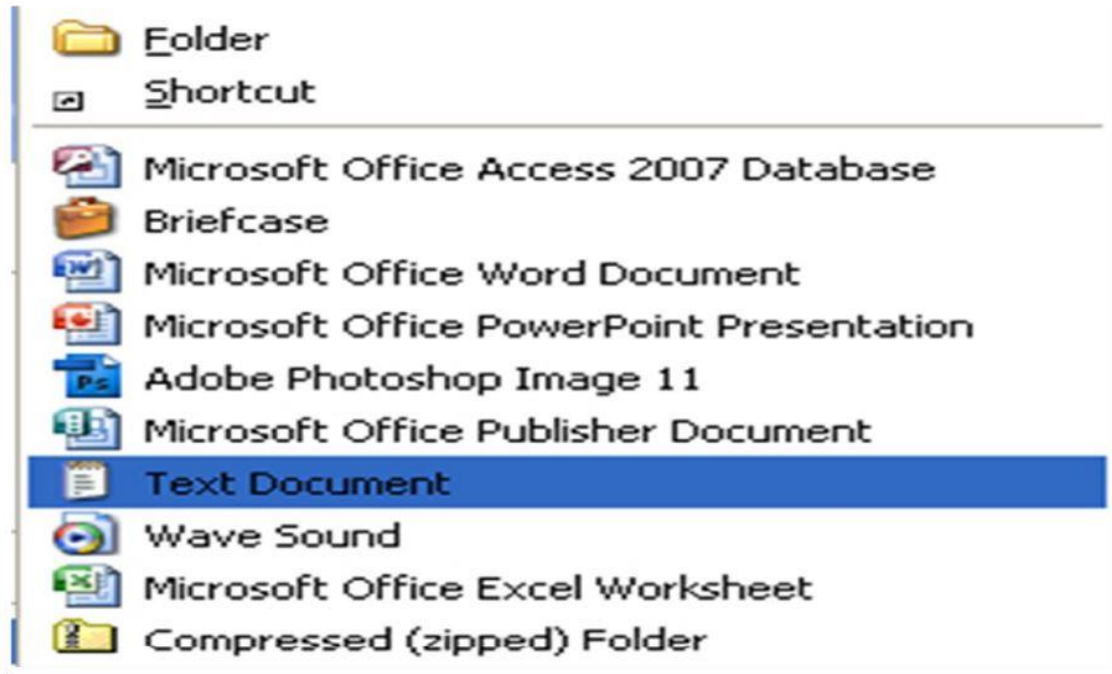 Folder
Shortcut
Microsoft Office Access 2007 Database
Briefcase
Microsoft Office Word Document
Microsoft Office PowerPoint Presentation
Adobe Photoshop Image 11
Microsoft Office Publisher Document
Text Document
Wave Sound
Microsoft Office Excel Worksheet
Compressed (zipped) Folder